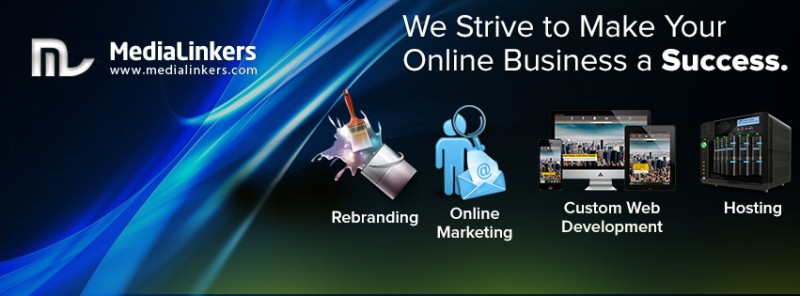 MediaLinkers
www.medialinkers.com
We Strive to Make Your
Online Business a Success.
Rebranding
Online
Marketing
@
Custom Web
Development
Hosting